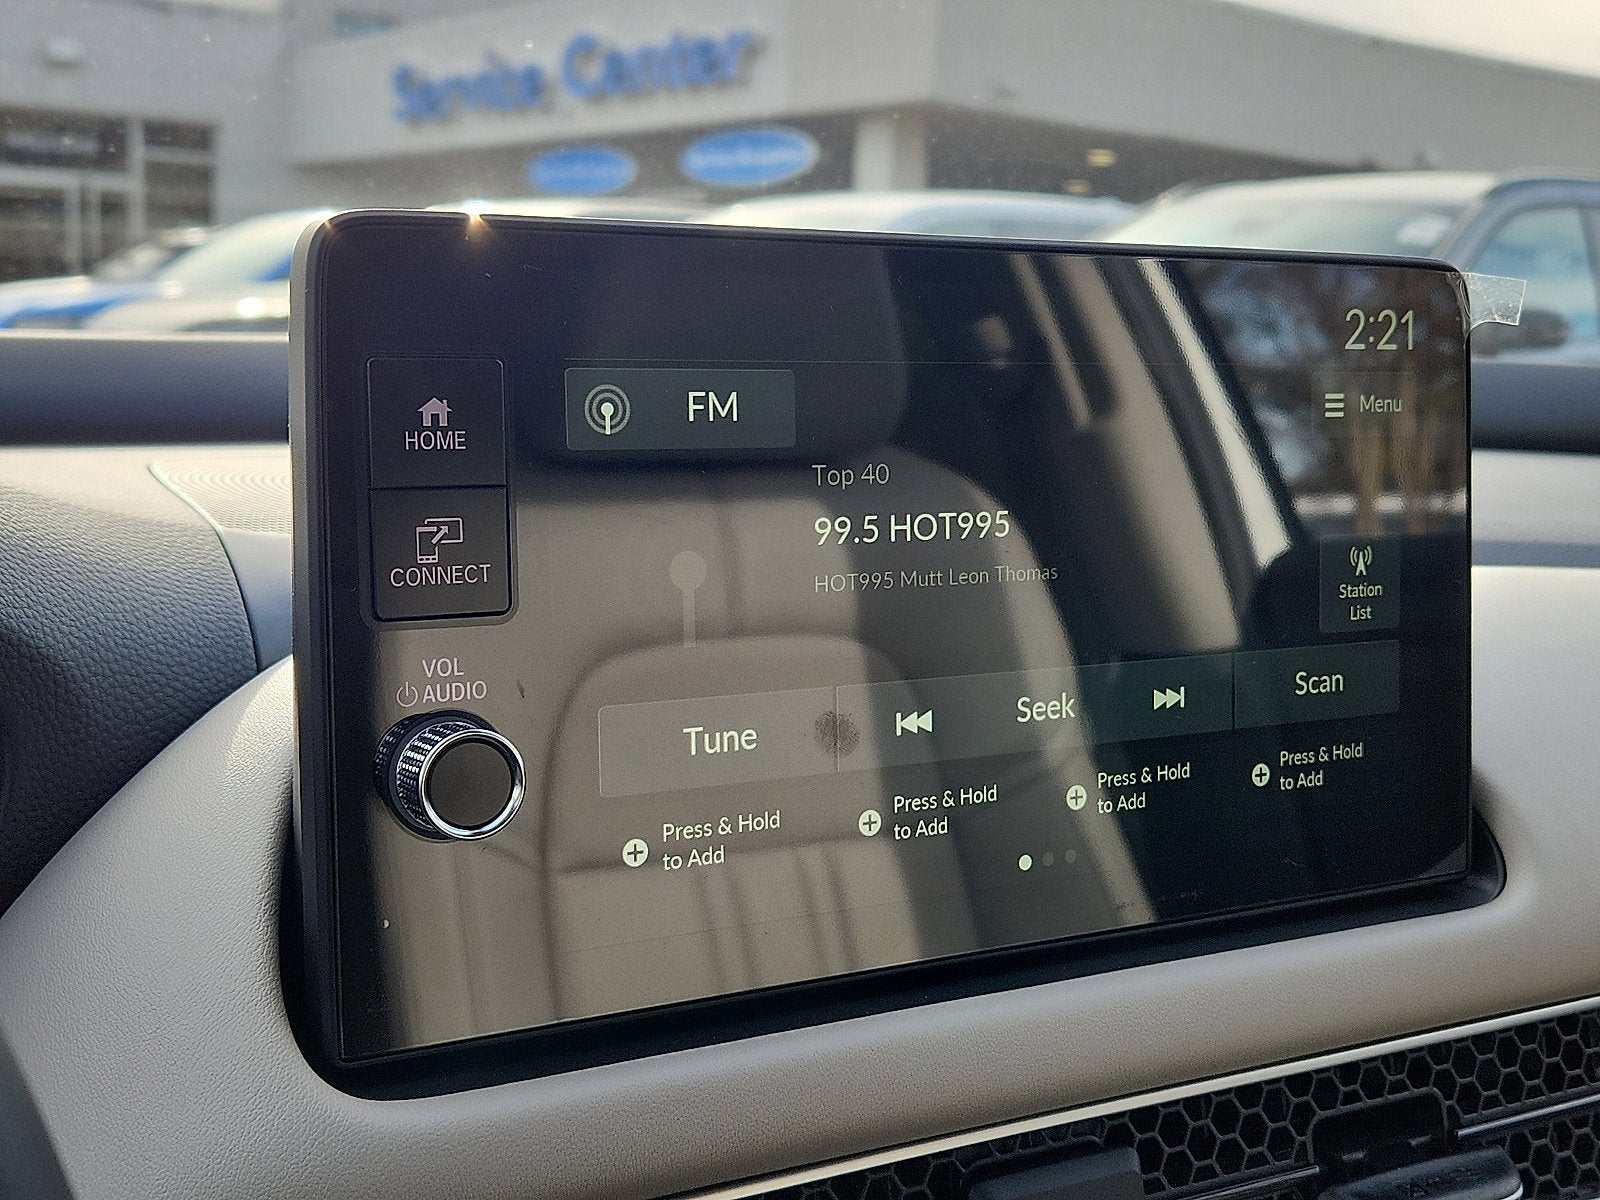 Service Center
2:21
HOME
FM
Menu
Top 40
99.5 HOT995
HOT995 Mutt Leon Thomas
CONNECT
Station
List
VOL
AUDIO
Tune
Seek
Scan
Press & Hold
to Add
Press & Hold
to Add
Press & Hold
to Add
Press & Hold
to Add